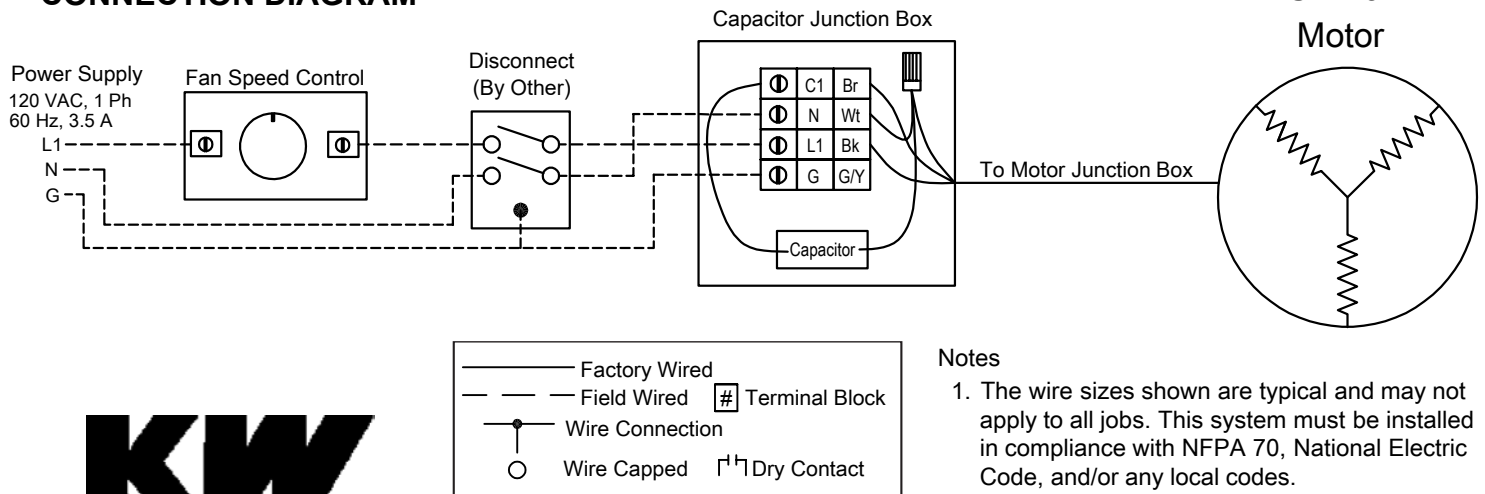 CONNECTION DIAGRAM
Capacitor Junction Box
Motor
Power Supply
120 VAC, 1 Ph
60 Hz, 3.5 A
L1
N
G
Fan Speed Control
Disconnect
(By Other)
C1 Br
N Wt
L1 Bk
G G/Y
Capacitor
To Motor Junction Box
Factory Wired
Field Wired # Terminal Block
Wire Connection
Wire Capped Dry Contact
Notes
1. The wire sizes shown are typical and may not
apply to all jobs. This system must be installed
in compliance with NFPA 70, National Electric
Code, and/or any local codes.
KW